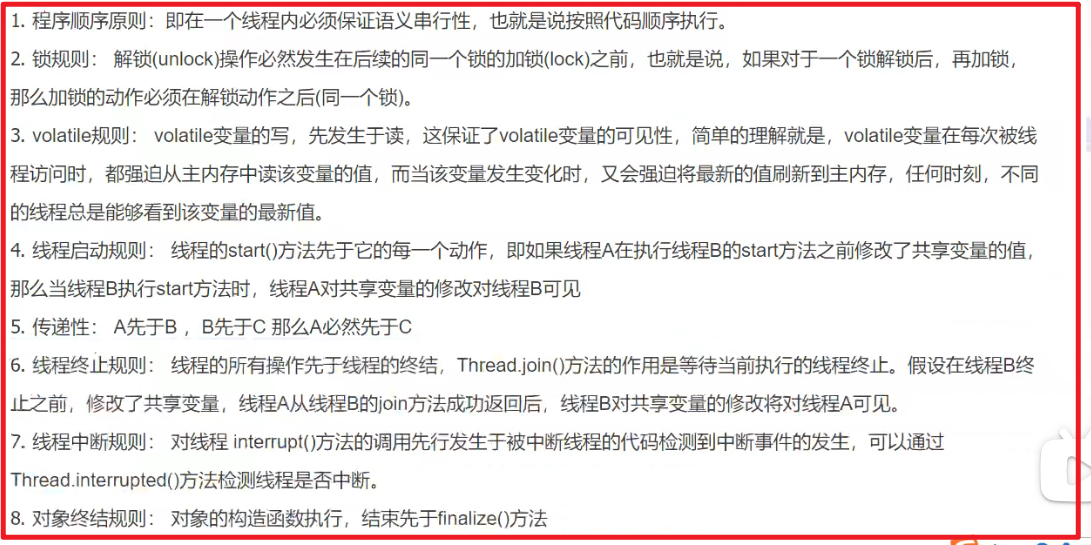 1. 程序顺序原则：即在一个线程内必须保证语义串行性，也就是说按照代码顺序执行。
2. 锁规则： 解锁(unlock)操作必然发生在后续的同一个锁的加锁(lock)之前，也就是说，如果对于一个锁解锁后，再加锁，
那么加锁的动作必须在解锁动作之后(同一个锁)。
3. volatile规则： volatile变量的写，先发生于读，这保证了volatile变量的可见性，简单的理解就是，volatile变量在每次被线
程访问时，都强迫从主内存中读该变量的值，而当该变量发生变化时，又会强迫将最新的值刷新到主内存，任何时刻，不同
的线程总是能够看到该变量的最新值。
4. 线程启动规则： 线程的start()方法先于它的每一个动作，即如果线程A在执行线程B的start方法之前修改了共享变量的值，
那么当线程B执行start方法时，线程A对共享变量的修改对线程B可见
5. 传递性： A先于B ，B先于C 那么A必然先于C
6. 线程终止规则： 线程的所有操作先于线程的终结，Thread.join()方法的作用是等待当前执行的线程终止。假设在线程B终
止之前，修改了共享变量，线程A从线程B的join方法成功返回后，线程B对共享变量的修改将对线程A可见。
7. 线程中断规则： 对线程 interrupt()方法的调用先行发生于被中断线程的代码检测到中断事件的发生，可以通过
Thread.interrupted()方法检测线程是否中断。
8. 对象终结规则： 对象的构造函数执行，结束先于finalize()方法